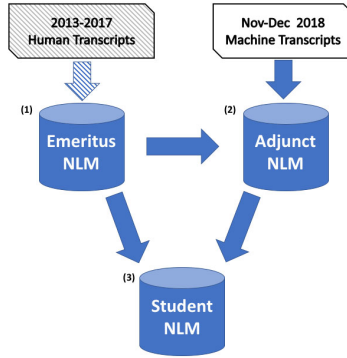 2013-2017
Human Transcripts
Nov-Dec 2018
Machine Transcripts
(1)
Emeritus
NLM
(2)
Adjunct
NLM
(3)
Student
NLM